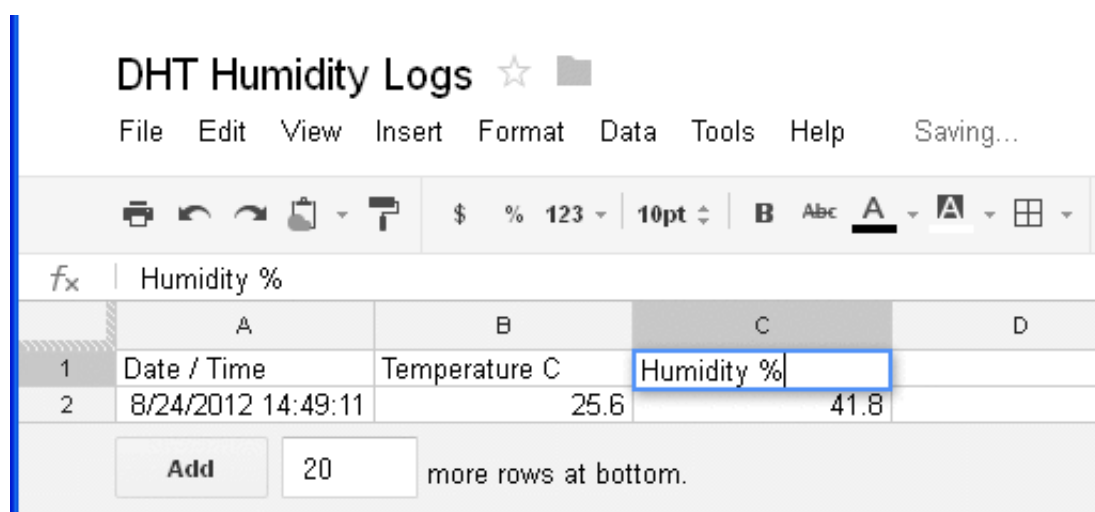 DHT Humidity Logs
File Edit View Insert Format Data Tools Help Saving...
$ % 123 10pt B Abc A A
fx Humidity %
A B C D
1 Date / Time Temperature C Humidity %
2 8/24/2012 14:49:11 25.6 41.8
Add 20 more rows at bottom.